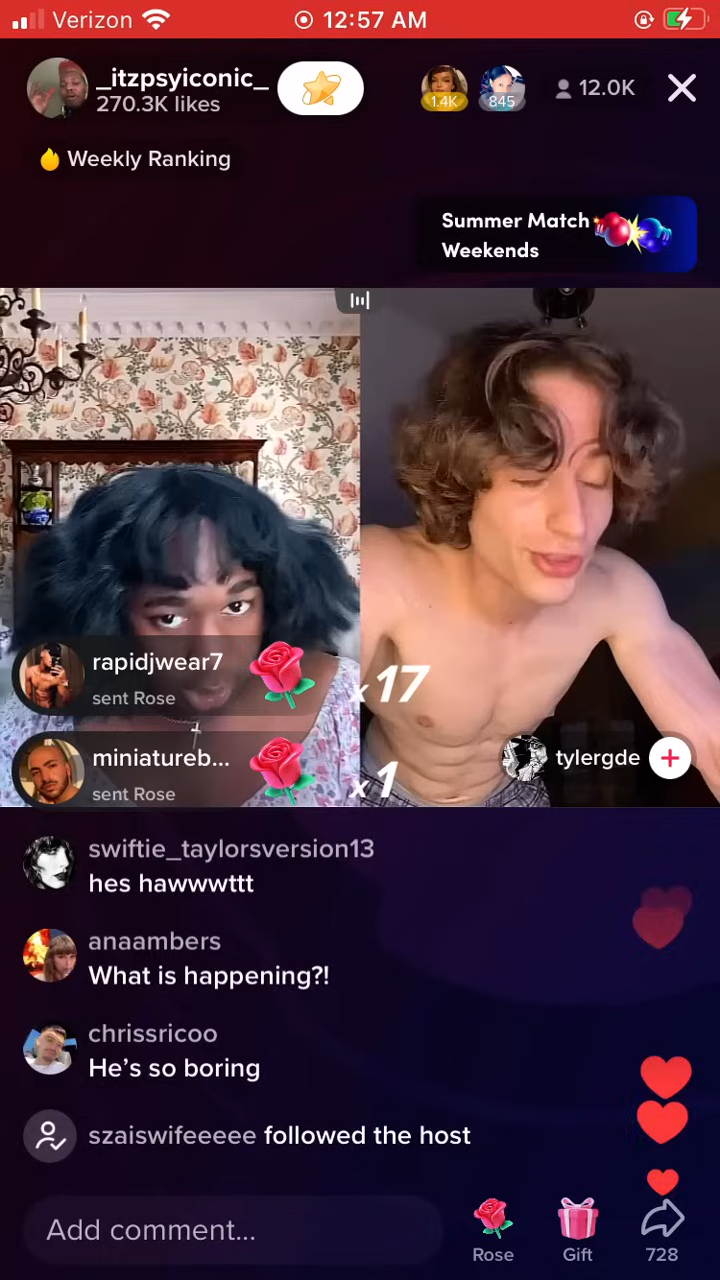 Verizon 12:57 AM
_itzpsyiconic_
270.3K likes
1.4K 845 12.0K
Weekly Ranking
Summer Match
Weekends
rapidjwear7
sent Rose
x17
miniatureb...
sent Rose
x1
tylergde
swiftie_taylorsversion13
hes hawwwttt
anaambers
What is happening?!
chrissricoo
He's so boring
szaiswifeeeee followed the host
Add comment...
Rose Gift 728